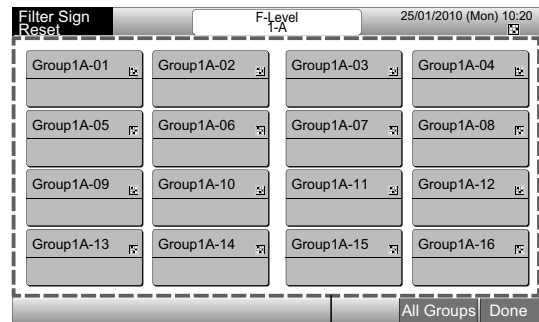 Filter Sign
Reset
F-Level
1-A
25/01/2010 (Mon) 10:20
Group1A-01 Group1A-02 Group1A-03 Group1A-04
Group1A-05 Group1A-06 Group1A-07 Group1A-08
Group1A-09 Group1A-10 Group1A-11 Group1A-12
Group1A-13 Group1A-14 Group1A-15 Group1A-16
All Groups Done